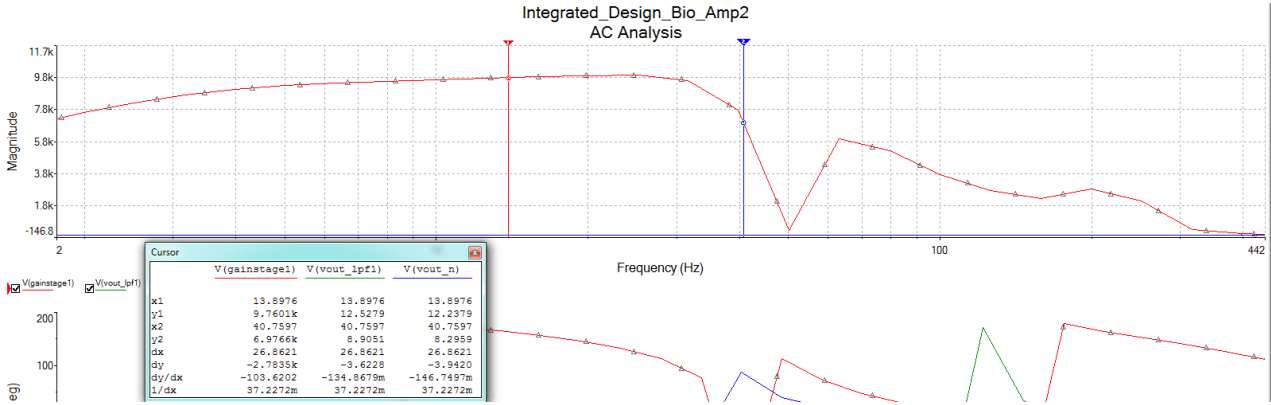 Integrated_Design_Bio_Amp2
AC Analysis
11.7k
9.8k
7.8k
5.8k
3.8k
1.8k
-146.8
Magnitude
2 100 442
Frequency (Hz)
Cursor
V(gainstage1) V(vout_lpf1) V(vout_n)
x1 13.8976 13.8976 13.8976
y1 9.7601k 12.5279 12.2379
x2 40.7597 40.7597 40.7597
y2 6.9766k 8.9051 8.2959
dx 26.8621 26.8621 26.8621
dy -2.7835k -3.6228 -3.9420
dy/dx -103.6202 -134.8679m -146.7497m
1/dx 37.2272m 37.2272m 37.2272m
V(gainstage1) V(vout_lpf1)
200
100
eg)
1
2